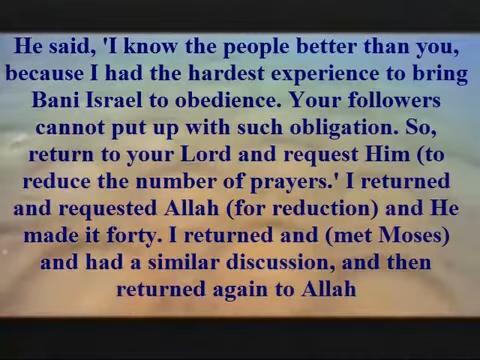 He said, 'I know the people better than you,
because I had the hardest experience to bring
Bani Israel to obedience. Your followers
cannot put up with such obligation. So,
return to your Lord and request Him (to
reduce the number of prayers.' I returned
and requested Allah (for reduction) and He
made it forty. I returned and (met Moses)
and had a similar discussion, and then
returned again to Allah